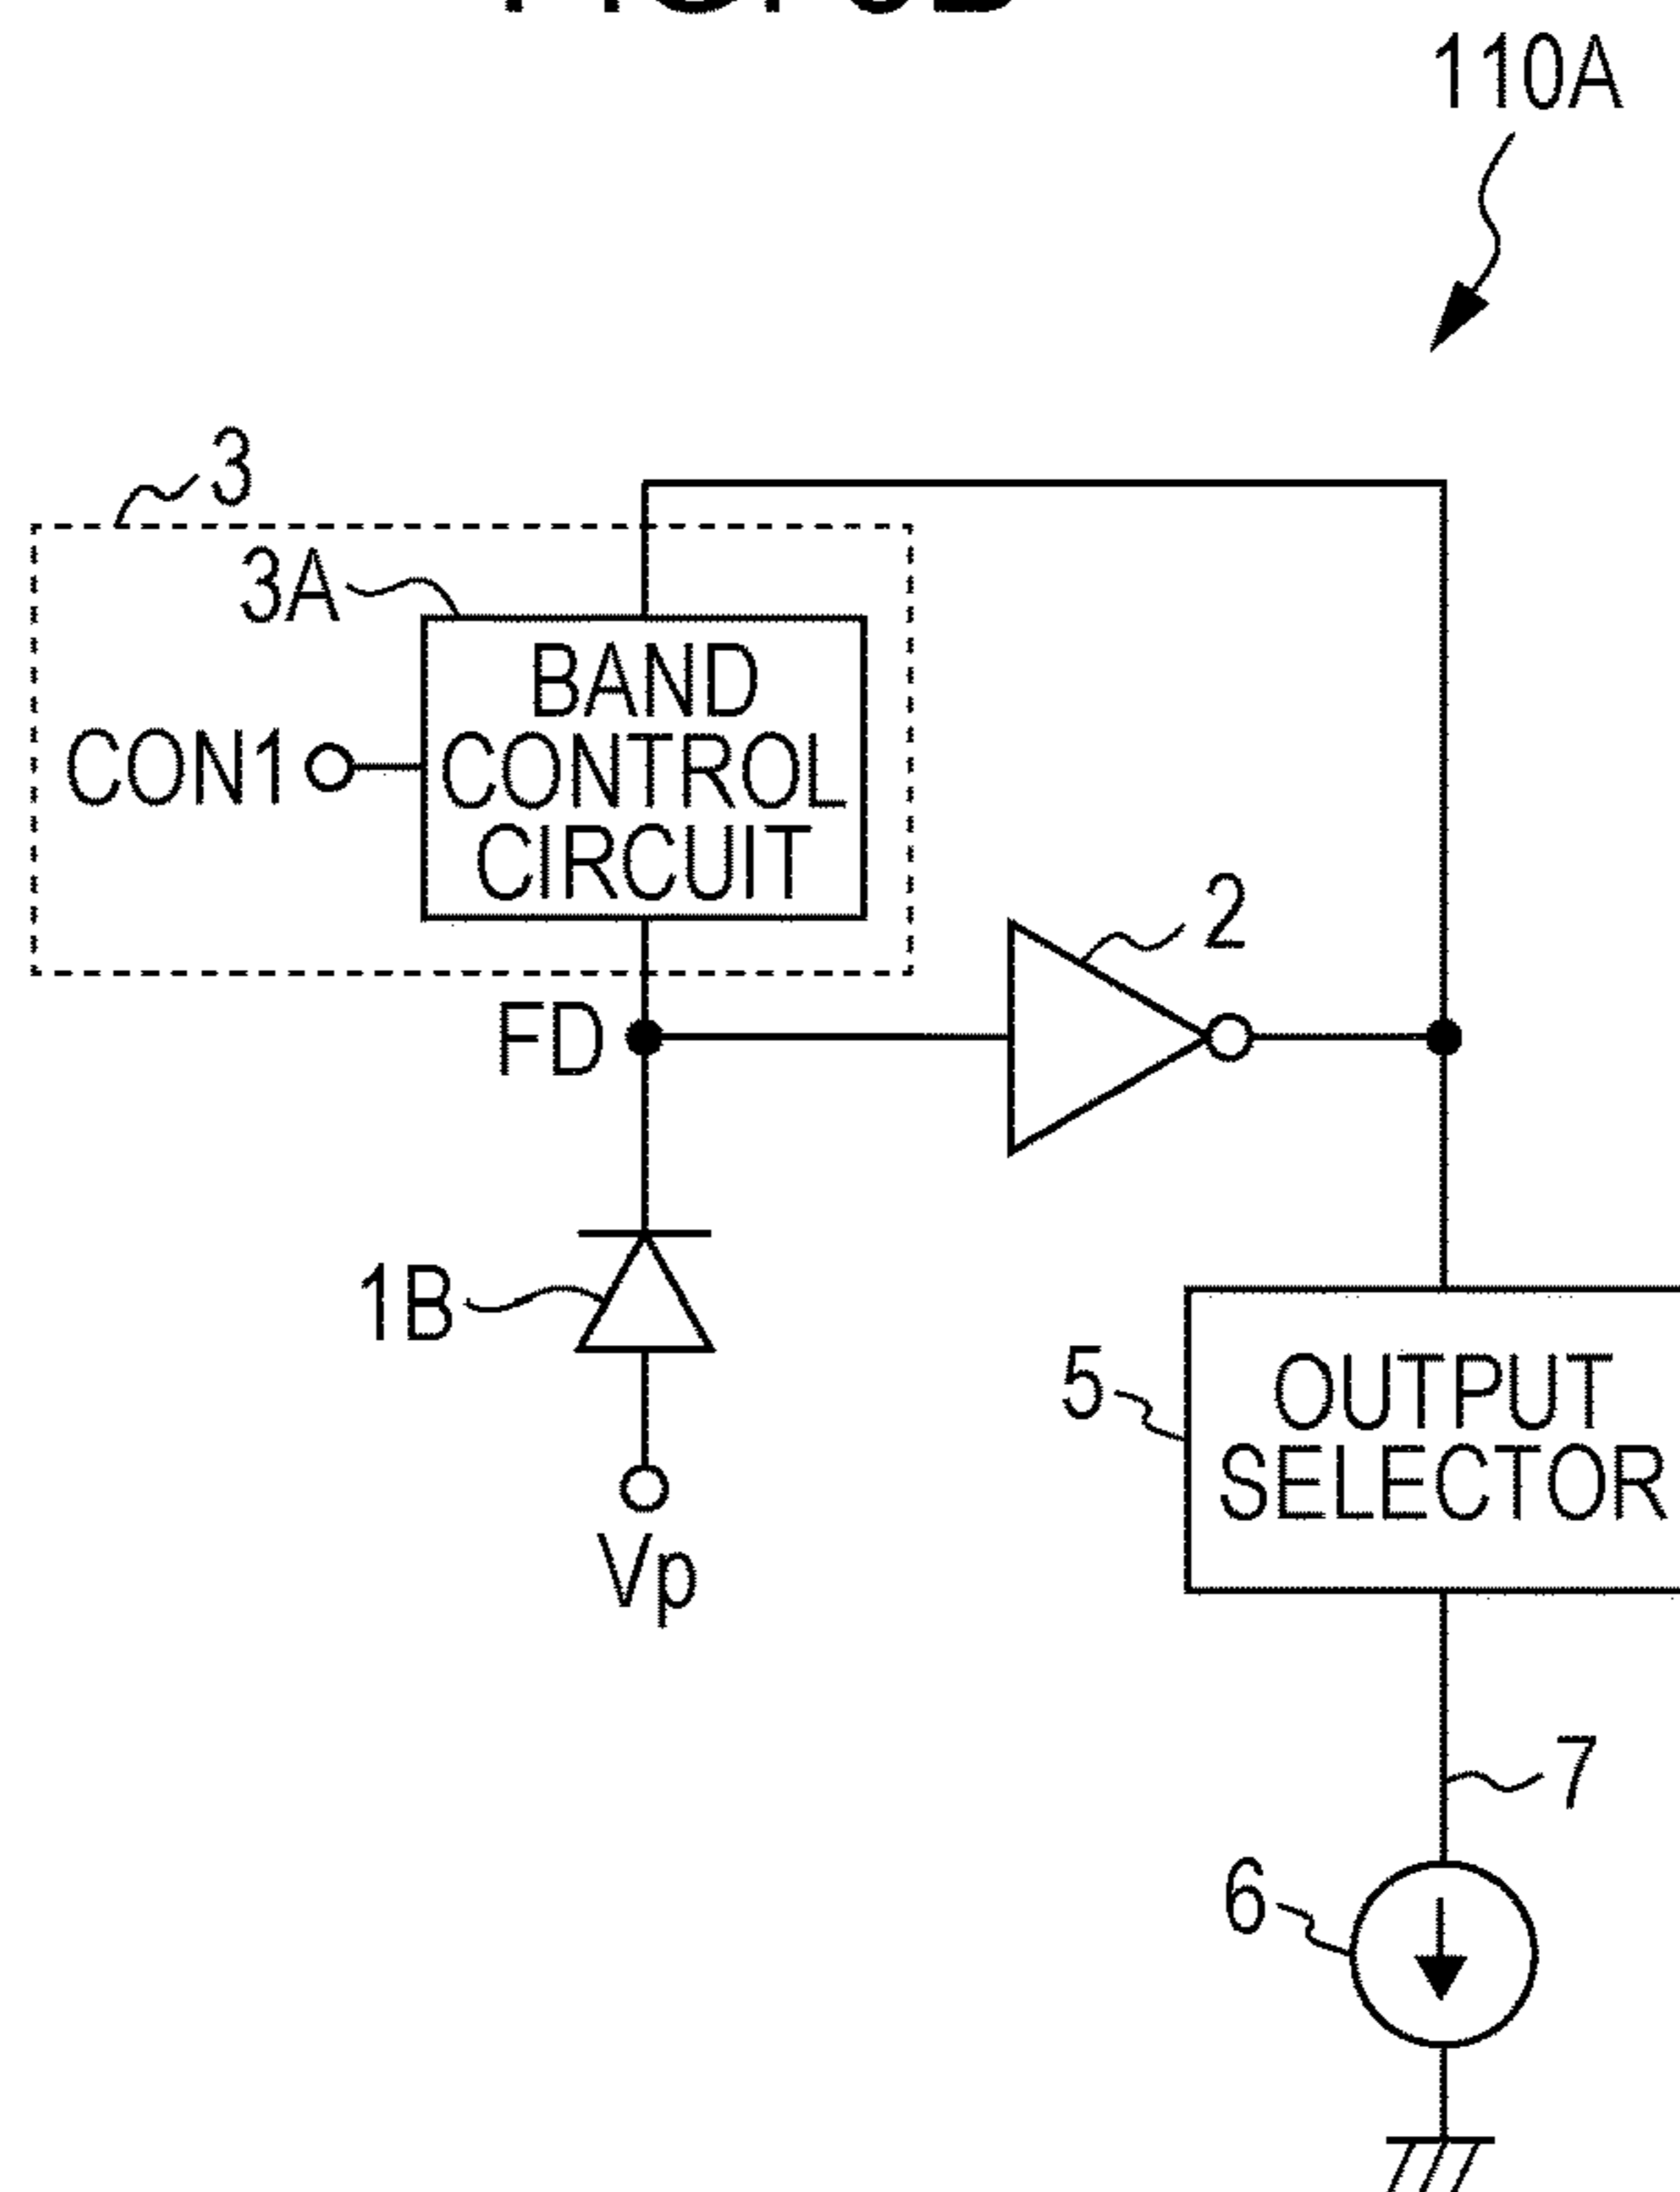 110A
3
3A
BAND
CONTROL
CIRCUIT
CON1
2
FD
1B
Vp
5
OUTPUT
SELECTOR
7
6